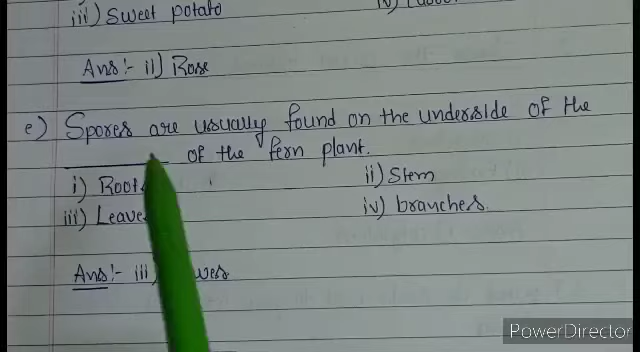 iii) Sweet potato
Ans:- ii) Rose
e) Spores are usually found on the underside of the
of the fern plant.
i) Root
ii) Stem
iii) Leave
iv) branches.
Ans:- iii)
PowerDirector